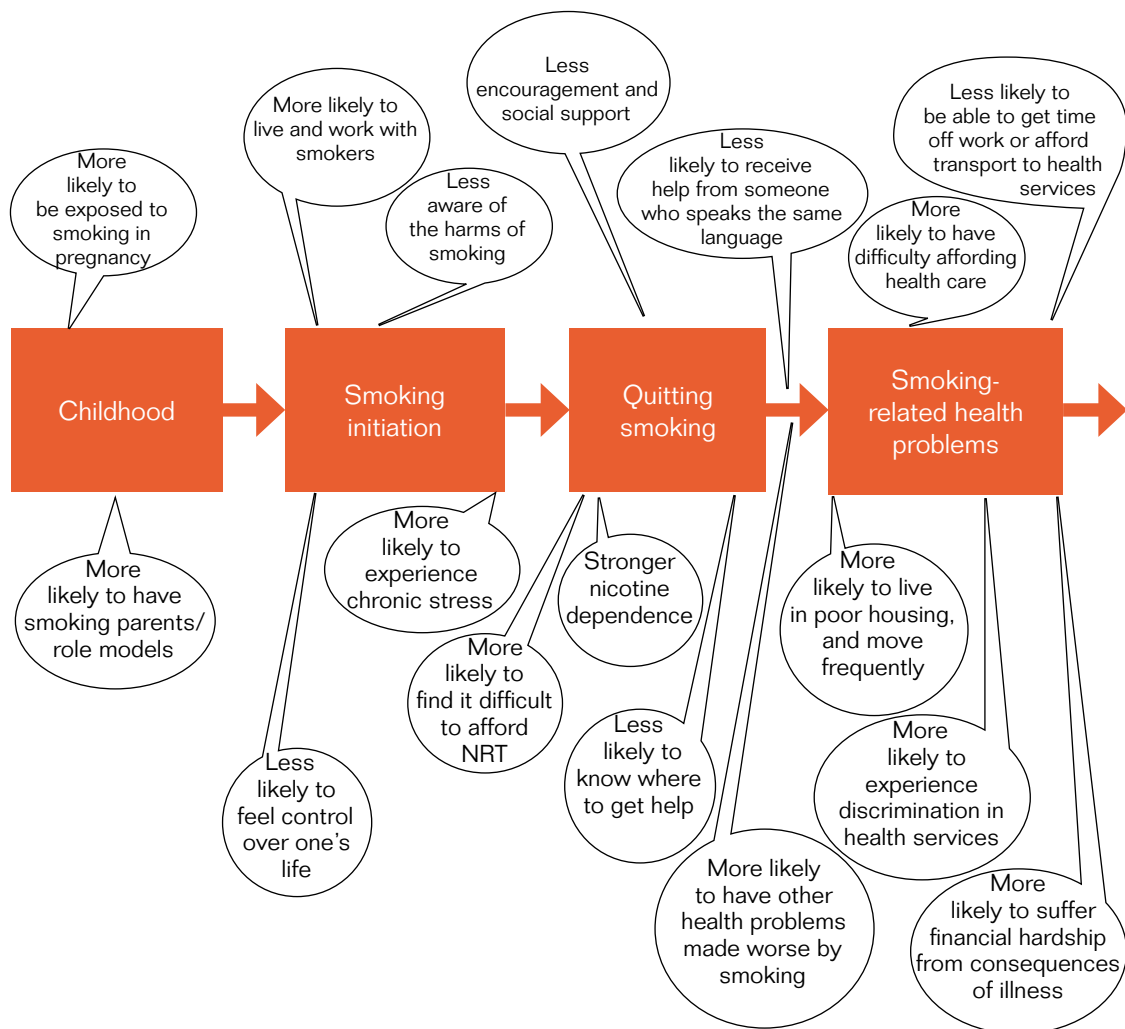 More
likely to
be exposed to
smoking in
pregnancy
More likely to
live and work with
smokers
Less
aware of
the harms of
smoking
Less
encouragement and
social support
Less
likely to receive
help from someone
who speaks the same
language
More
likely to have
difficulty affording
health care
Less likely to
be able to get time
off work or afford
transport to health
services
Childhood
Smoking
initiation
Quitting
smoking
Smoking-
related health
problems
More
likely to have
smoking parents/
role models
Less
likely to
feel control
over one’s
life
More
likely to
experience
chronic stress
More
likely to
find it difficult
to afford
NRT
Stronger
nicotine
dependence
Less
likely to
know where
to get help
More likely
to have other
health problems
made worse by
smoking
More
likely to live
in poor housing,
and move
frequently
More
likely to
experience
discrimination in
health services
More
likely to suffer
financial hardship
from consequences
of illness